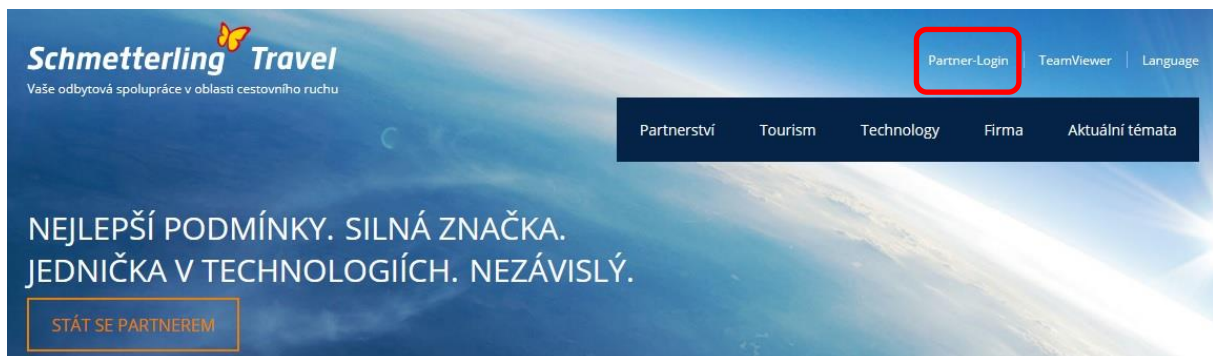 Schmetterling Travel
Vaše odbytová spolupráce v oblasti cestovního ruchu
Partner-Login | TeamViewer | Language
Partnerství Tourism Technology Firma Aktuální témata
NEJLEPŠÍ PODMÍNKY. SILNÁ ZNAČKA.
JEDNIČKA V TECHNOLOGIÍCH. NEZÁVISLÝ.
STÁT SE PARTNEREM